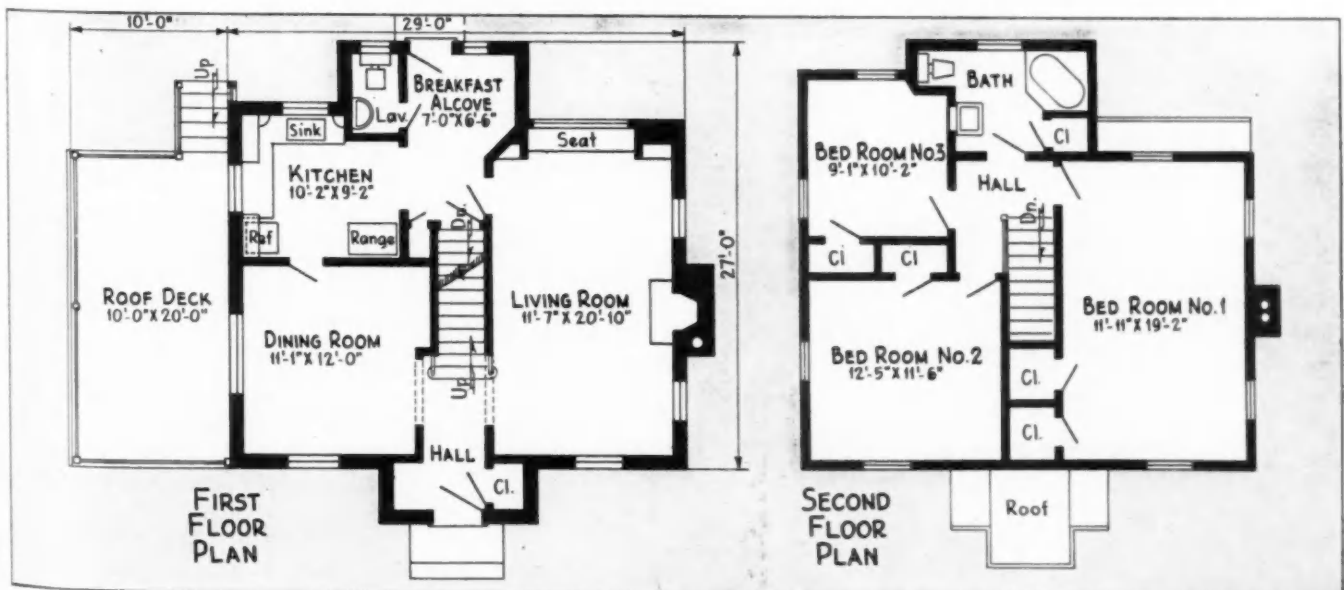 10'-0"
29'-0"
Up
BREAKFAST
ALCOVE
7'-0"X6'-6"
Lav.
Sink
Seat
KITCHEN
10'-2"X9'-2"
Dn.
Ref
Range
27'-0"
ROOF DECK
10'-0"X20'-0"
LIVING ROOM
11'-7"X20'-10"
DINING ROOM
11'-1"X12'-0"
Up
HALL
Cl.
FIRST
FLOOR
PLAN
BATH
Cl
BED ROOM No.3
9'-1"X10'-2"
HALL
Dn.
Cl
Cl
BED ROOM No.1
11'-11"X19'-2"
BED ROOM No.2
12'-5"X11'-6"
Cl.
Cl.
SECOND
FLOOR
PLAN
Roof